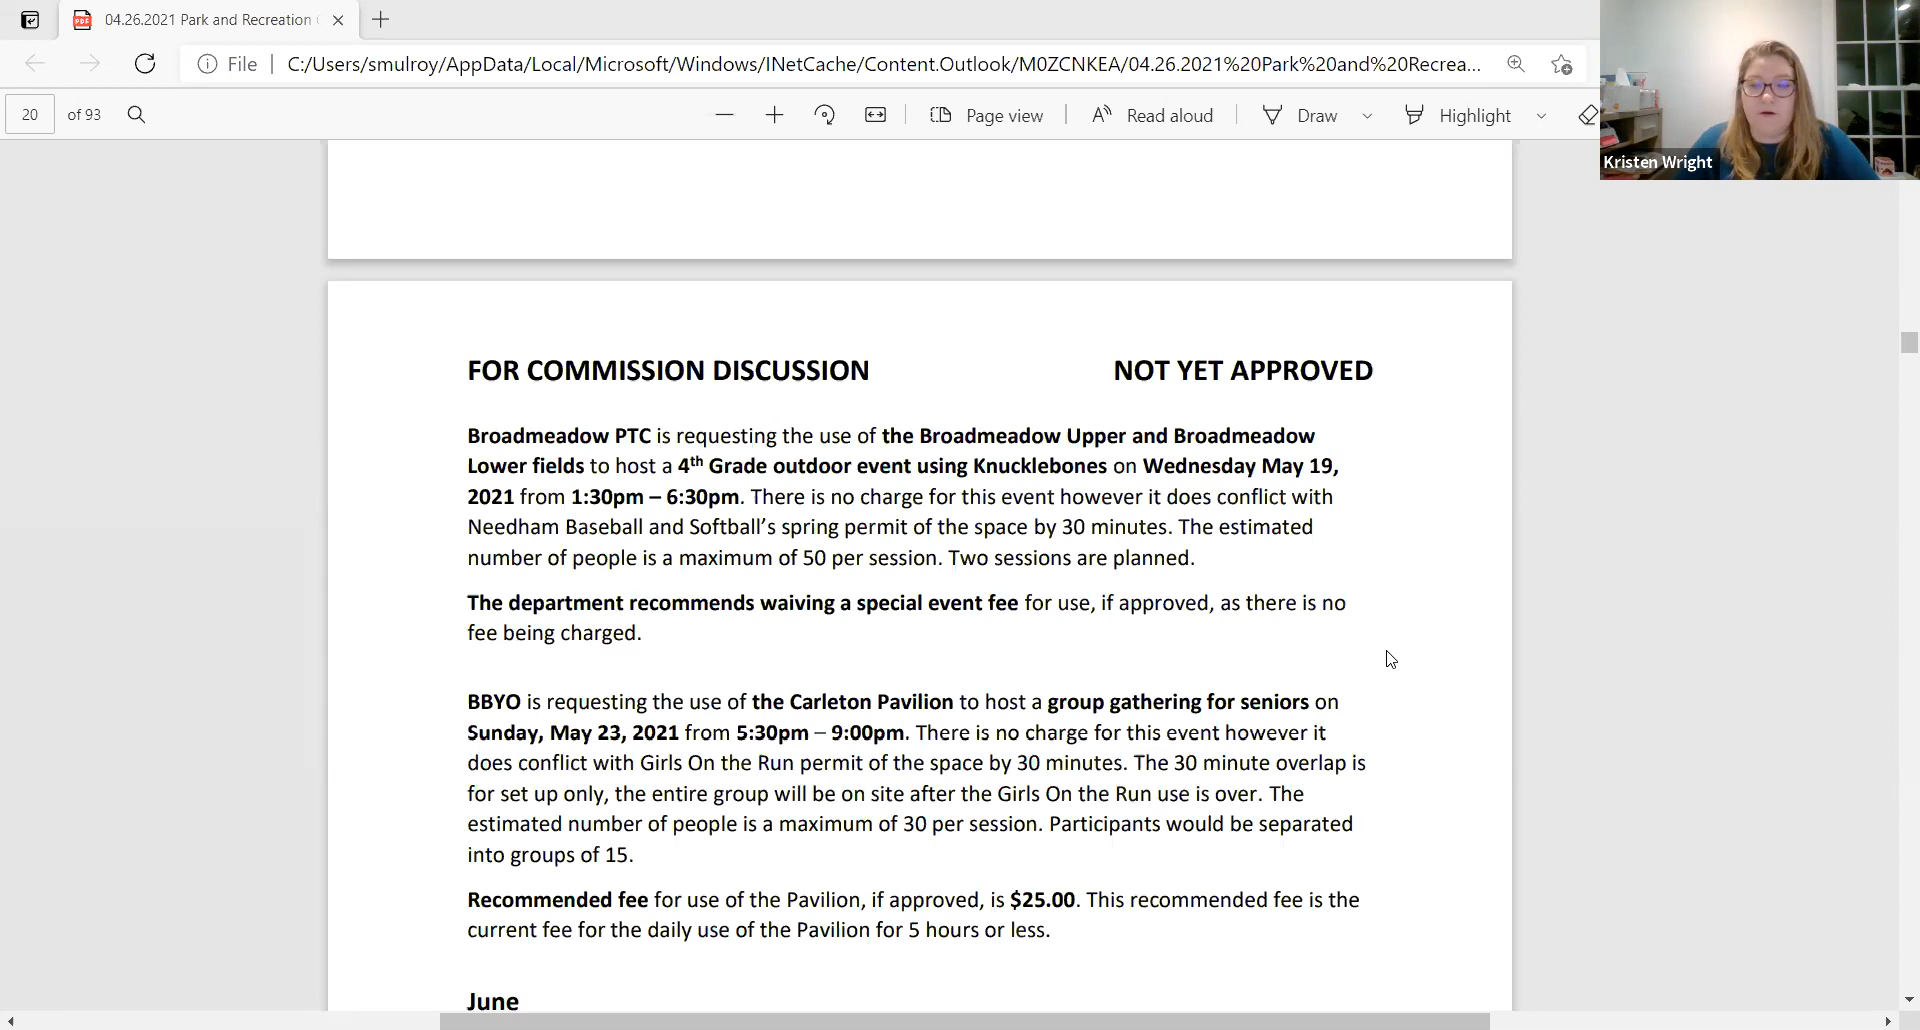 04.26.2021 Park and Recreation
File
C:/Users/smulroy/AppData/Local/Microsoft/Windows/INetCache/Content.Outlook/M0ZCNKEA/04.26.2021%20Park%20and%20Recrea...
20 of 93
Page view
Read aloud
Draw
Highlight
Kristen Wright
FOR COMMISSION DISCUSSION NOT YET APPROVED
Broadmeadow PTC is requesting the use of the Broadmeadow Upper and Broadmeadow
Lower fields to host a 4th Grade outdoor event using Knucklebones on Wednesday May 19,
2021 from 1:30pm – 6:30pm. There is no charge for this event however it does conflict with
Needham Baseball and Softball's spring permit of the space by 30 minutes. The estimated
number of people is a maximum of 50 per session. Two sessions are planned.
The department recommends waiving a special event fee for use, if approved, as there is no
fee being charged.
BBYO is requesting the use of the Carleton Pavilion to host a group gathering for seniors on
Sunday, May 23, 2021 from 5:30pm – 9:00pm. There is no charge for this event however it
does conflict with Girls On the Run permit of the space by 30 minutes. The 30 minute overlap is
for set up only, the entire group will be on site after the Girls On the Run use is over. The
estimated number of people is a maximum of 30 per session. Participants would be separated
into groups of 15.
Recommended fee for use of the Pavilion, if approved, is $25.00. This recommended fee is the
current fee for the daily use of the Pavilion for 5 hours or less.
June